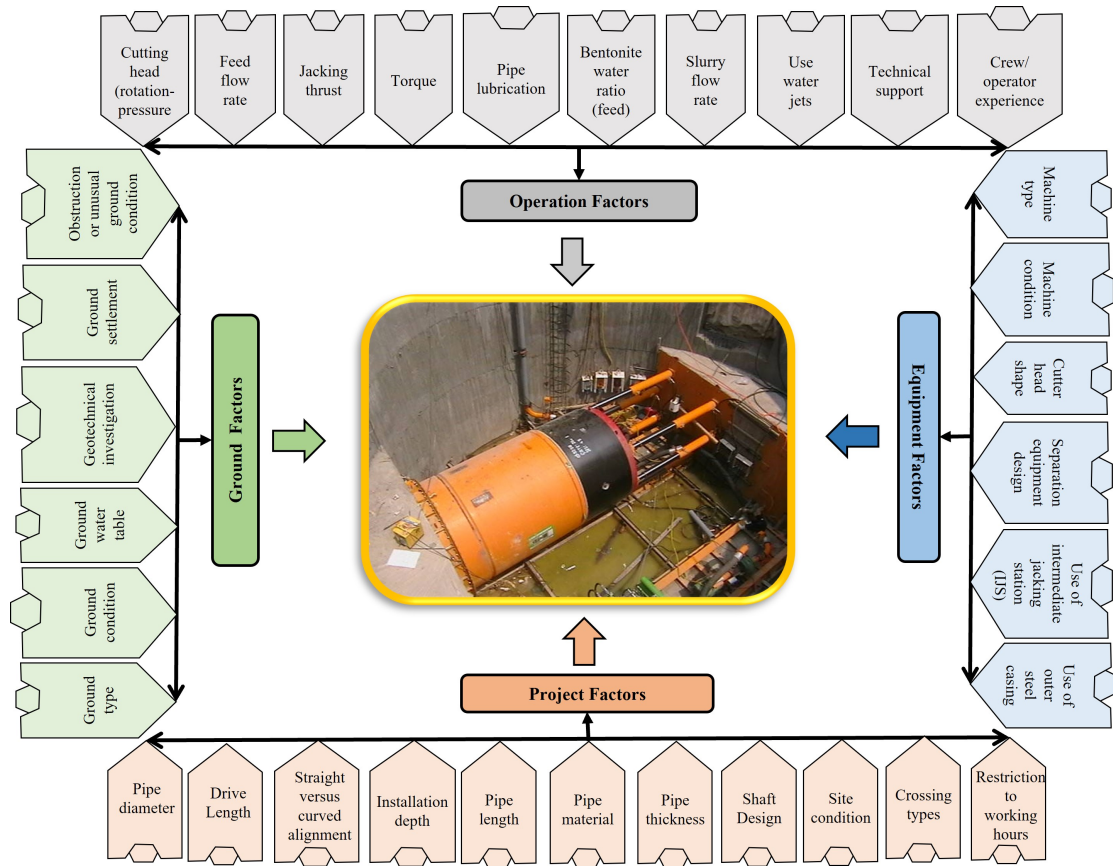 Cutting
head
(rotation-
pressure
Feed
flow
rate
Jacking
thrust
Torque
Pipe
lubrication
Bentonite
water
ratio
(feed)
Slurry
flow
rate
Use
water
jets
Technical
support
Crew/
operator
experience
Operation Factors
Obstruction
or unusual
ground
condition
Ground
settlement
Geotechnical
investigation
Ground
water
table
Ground
condition
Ground
type
Ground Factors
Equipment Factors
Machine
type
Machine
condition
Cutter
head
shape
Separation
equipment
design
Use of
intermediate
jacking
station
(IJS)
Use of
outer
steel
casing
Project Factors
Pipe
diameter
Drive
Length
Straight
versus
curved
alignment
Installation
depth
Pipe
length
Pipe
material
Pipe
thickness
Shaft
Design
Site
condition
Crossing
types
Restriction
to
working
hours